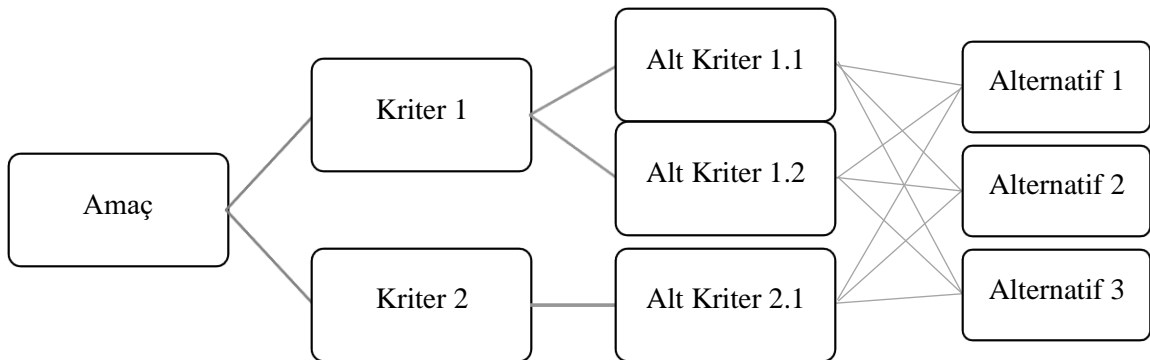 Amaç
Kriter 1
Kriter 2
Alt Kriter 1.1
Alt Kriter 1.2
Alt Kriter 2.1
Alternatif 1
Alternatif 2
Alternatif 3